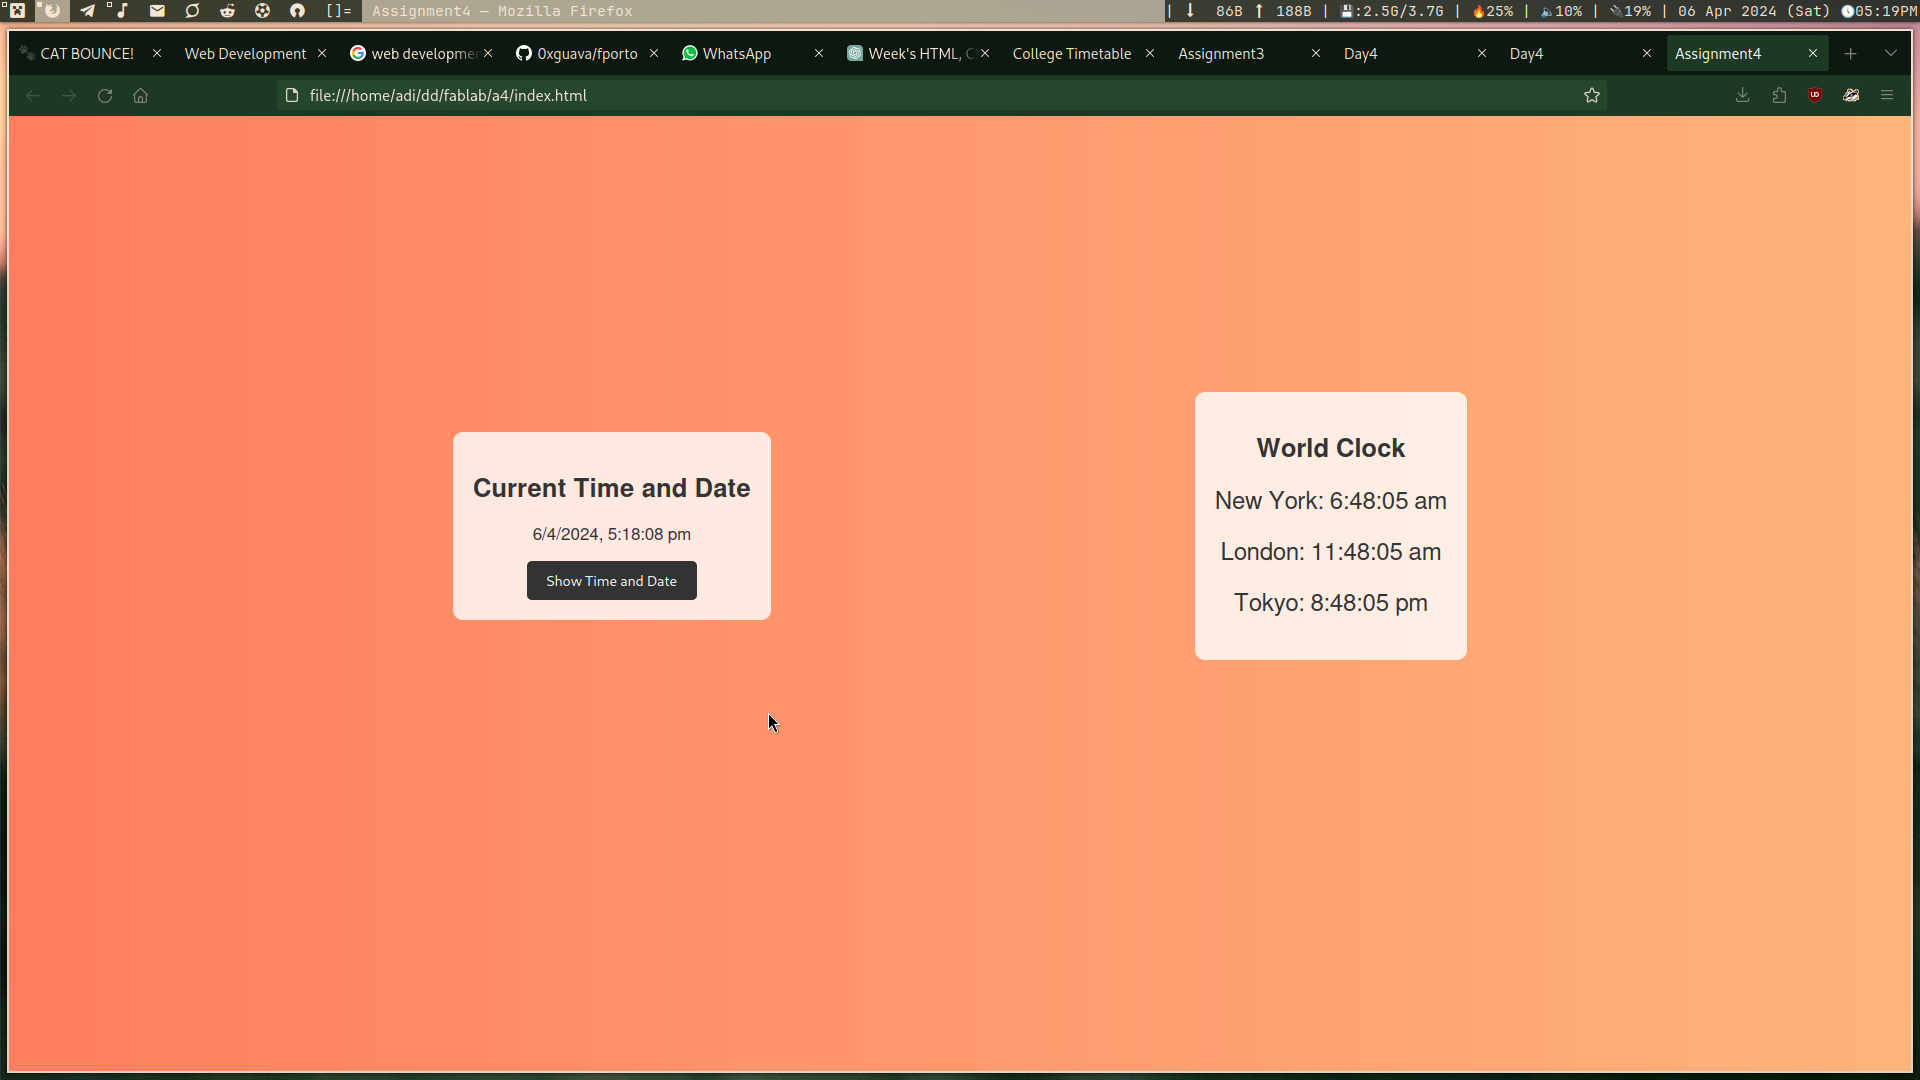 []= Assignment4 — Mozilla Firefox | ↓ 86B ↑ 188B | 💾:2.5G/3.7G | 🔥25% | 🔈10% | 🔌19% | 06 Apr 2024 (Sat) 🕓05:19PM
CAT BOUNCE! Web Development web developme 0xguava/fporto WhatsApp Week's HTML, C College Timetable Assignment3 Day4 Day4 Assignment4
file:///home/adi/dd/fablab/a4/index.html
Current Time and Date
6/4/2024, 5:18:08 pm
Show Time and Date
World Clock
New York: 6:48:05 am
London: 11:48:05 am
Tokyo: 8:48:05 pm